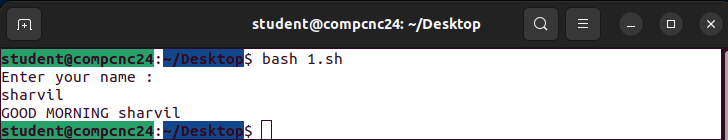 student@compcnc24: ~/Desktop
student@compcnc24:~/Desktop$ bash 1.sh
Enter your name :
sharvil
GOOD MORNING sharvil
student@compcnc24:~/Desktop$